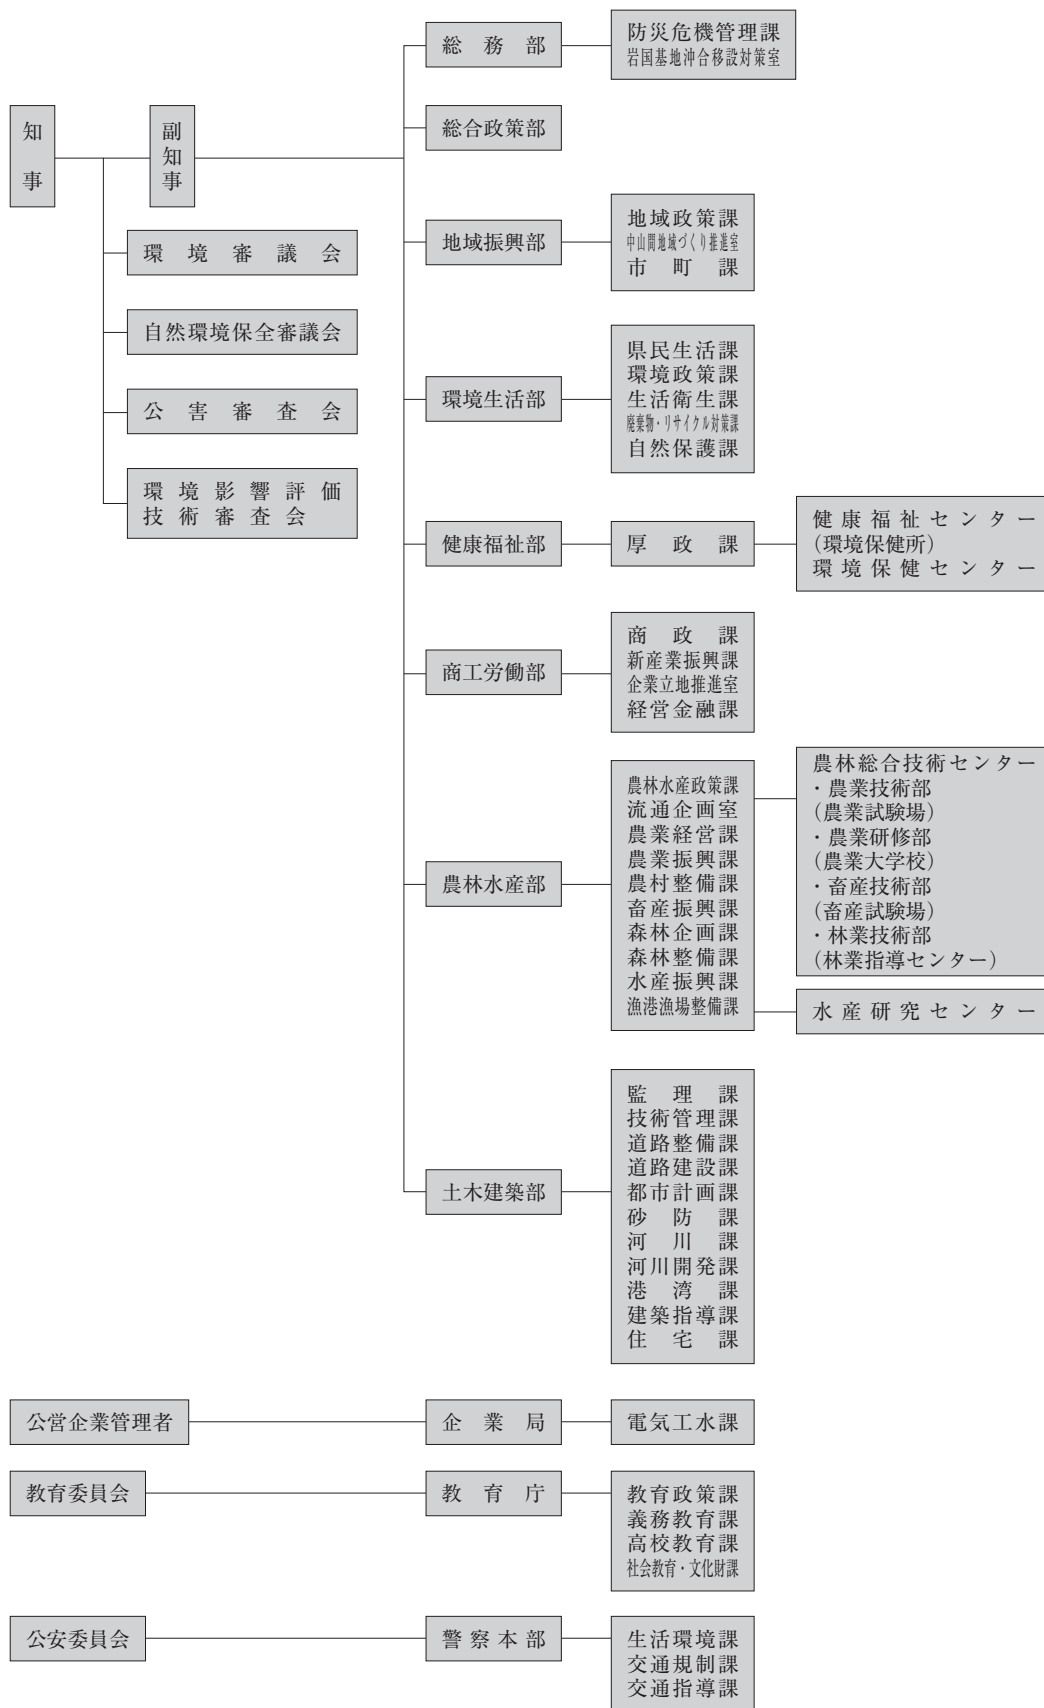 知事
副知事
環境審議会
自然環境保全審議会
公害審査会
環境影響評価
技術審査会
総務部
防災危機管理課
岩国基地沖合移設対策室
総合政策部
地域振興部
地域政策課
中山間地域づくり推進室
市町課
環境生活部
県民生活課
環境政策課
生活衛生課
廃棄物・リサイクル対策課
自然保護課
健康福祉部
厚政課
健康福祉センター
(環境保健所)
環境保健センター
商工労働部
商政課
新産業振興課
企業立地推進室
経営金融課
農林水産部
農林水産政策課
流通企画室
農業経営課
農業振興課
農村整備課
畜産振興課
森林企画課
森林整備課
水産振興課
漁港漁場整備課
農林総合技術センター
・農業技術部
(農業試験場)
・農業研修部
(農業大学校)
・畜産技術部
(畜産試験場)
・林業技術部
(林業指導センター)
水産研究センター
土木建築部
監理課
技術管理課
道路整備課
道路建設課
都市計画課
砂防課
河川課
河川開発課
港湾課
建築指導課
住宅課
公営企業管理者
企業局
電気工水課
教育委員会
教育庁
教育政策課
義務教育課
高校教育課
社会教育・文化財課
公安委員会
警察本部
生活環境課
交通規制課
交通指導課